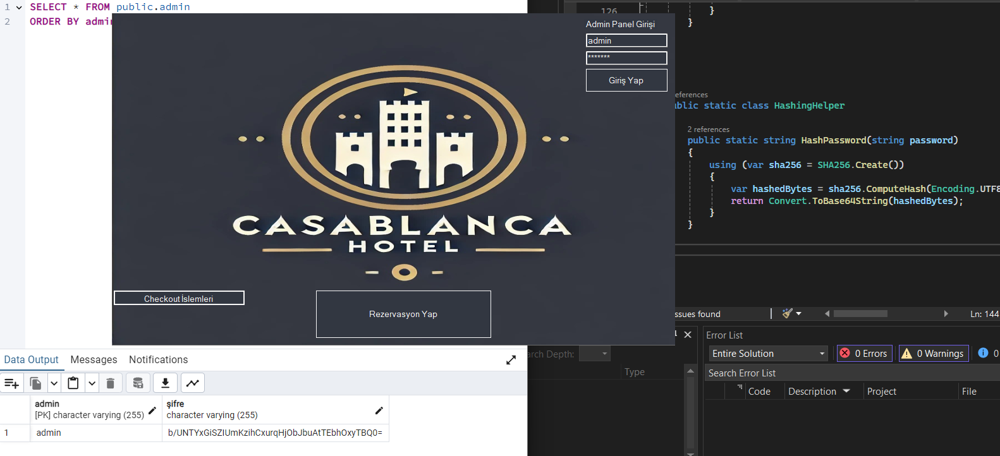 1 SELECT * FROM public.admin
2 ORDER BY admin
Admin Panel Girişi
admin
*******
Giriş Yap
CASABLANCA
HOTEL
Checkout İslemleri
Rezervasyon Yap
126
}
}
eferences
ublic static class HashingHelper
2 references
public static string HashPassword(string password)
{
using (var sha256 = SHA256.Create())
{
var hashedBytes = sha256.ComputeHash(Encoding.UTF8
return Convert.ToBase64String(hashedBytes);
}
}
ssues found
Ln: 144
Data Output Messages Notifications
admin
[PK] character varying (255)
şifre
character varying (255)
1 admin b/UNTYxGiSZIUmKzihCxurqHjObJbuAtTEbhOxyTBQ0=
arch Depth:
Type
Error List
Entire Solution 0 Errors 0 Warnings 0
Search Error List
Code Description Project File